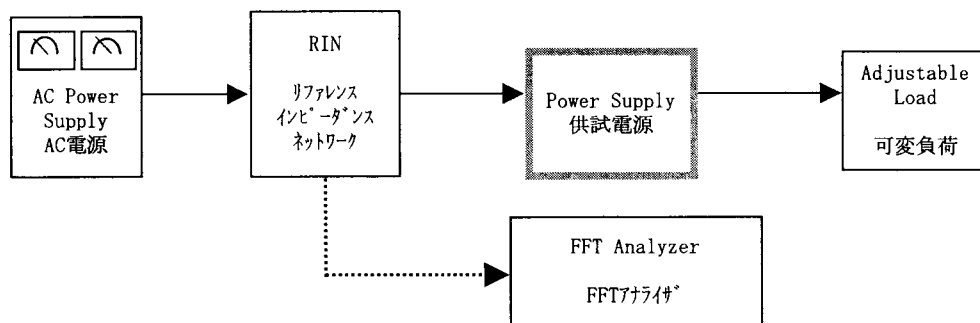 AC Power
Supply
AC電源
RIN
リファレンス
インピーダンス
ネットワーク
Power Supply
供試電源
Adjustable
Load
可変負荷
FFT Analyzer
FFTアナライザ